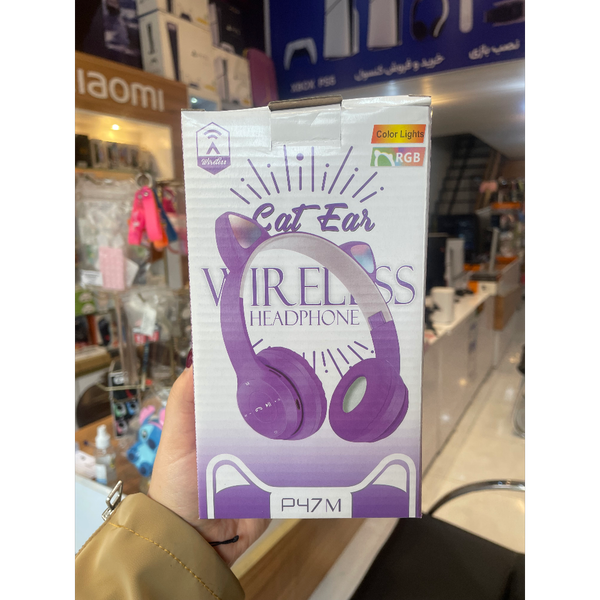 خرید و فروش کنسول
نصب بازی
XBOX PS5
xiaomi
Color Lights
RGB
Wireless
Cat Ear
WIRELESS
HEADPHONE
P47M